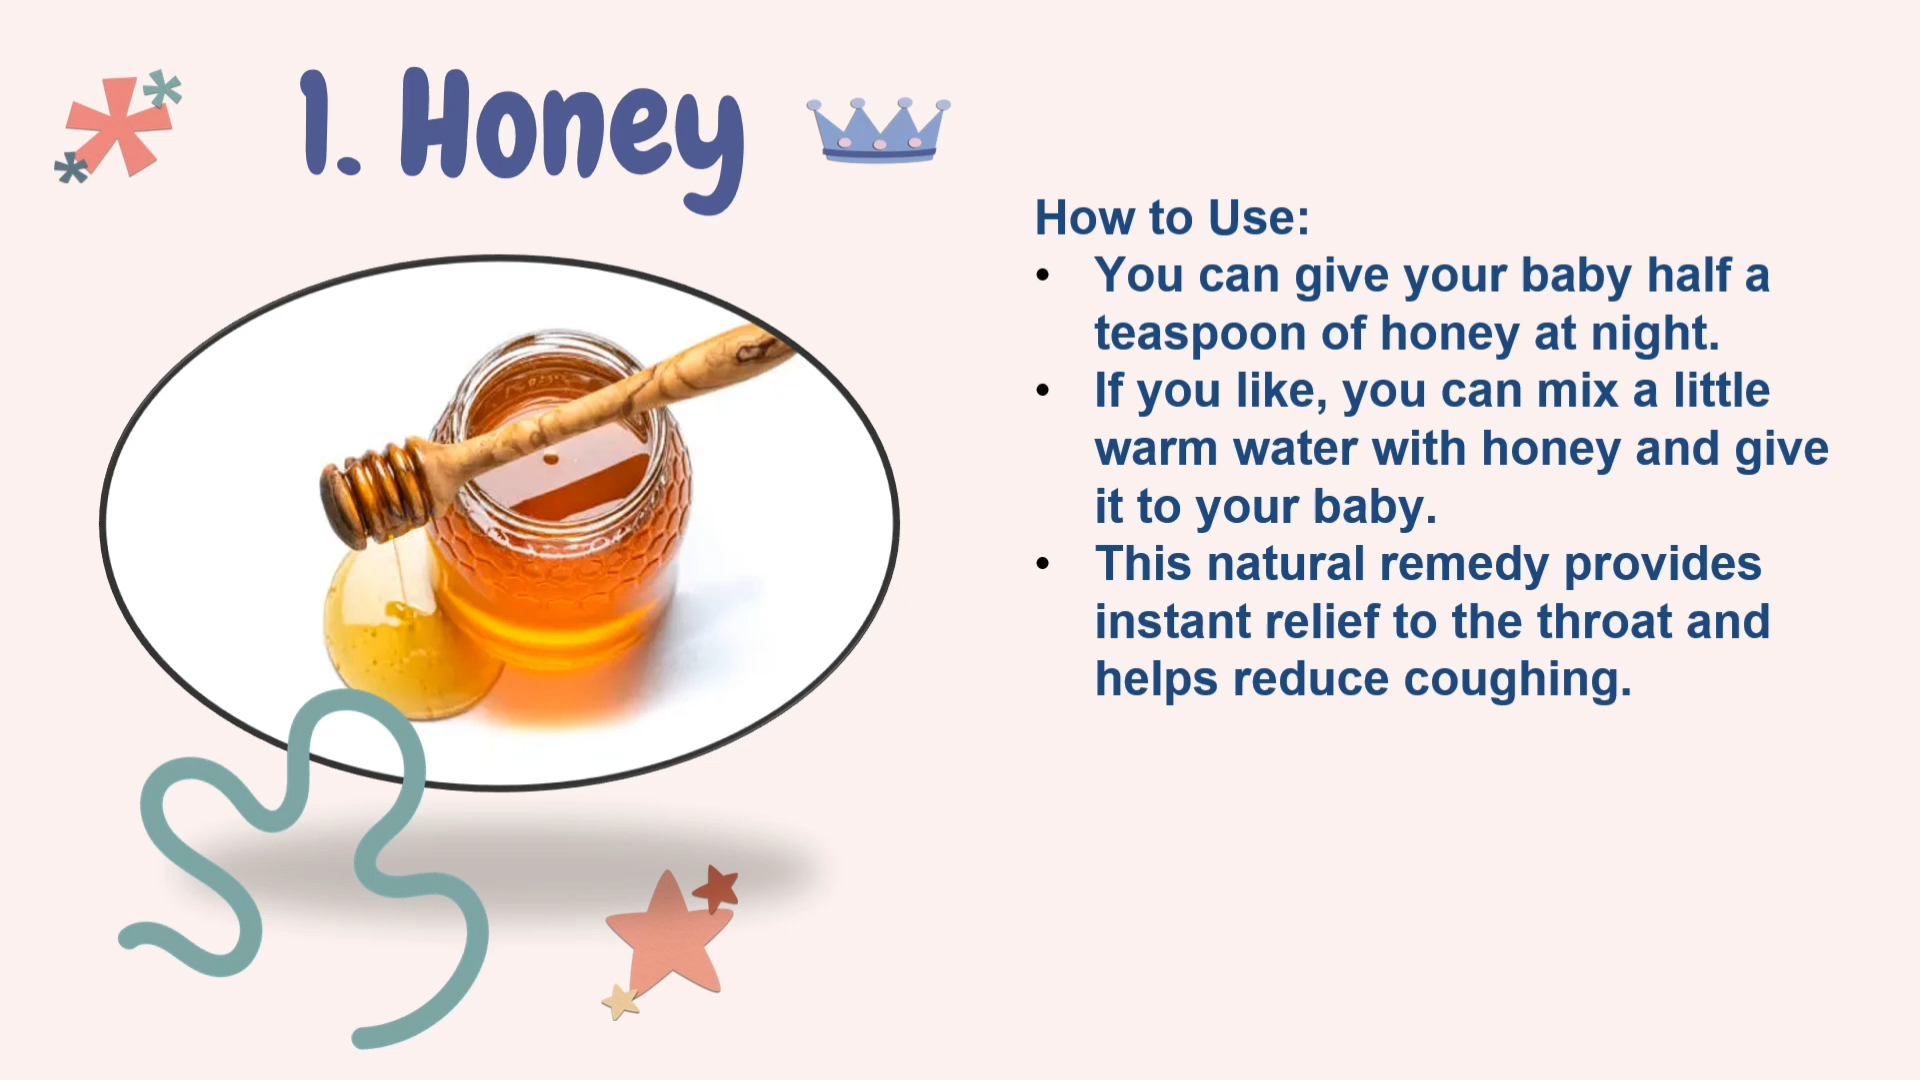 1. Honey
How to Use:
• You can give your baby half a
teaspoon of honey at night.
• If you like, you can mix a little
warm water with honey and give
it to your baby.
• This natural remedy provides
instant relief to the throat and
helps reduce coughing.